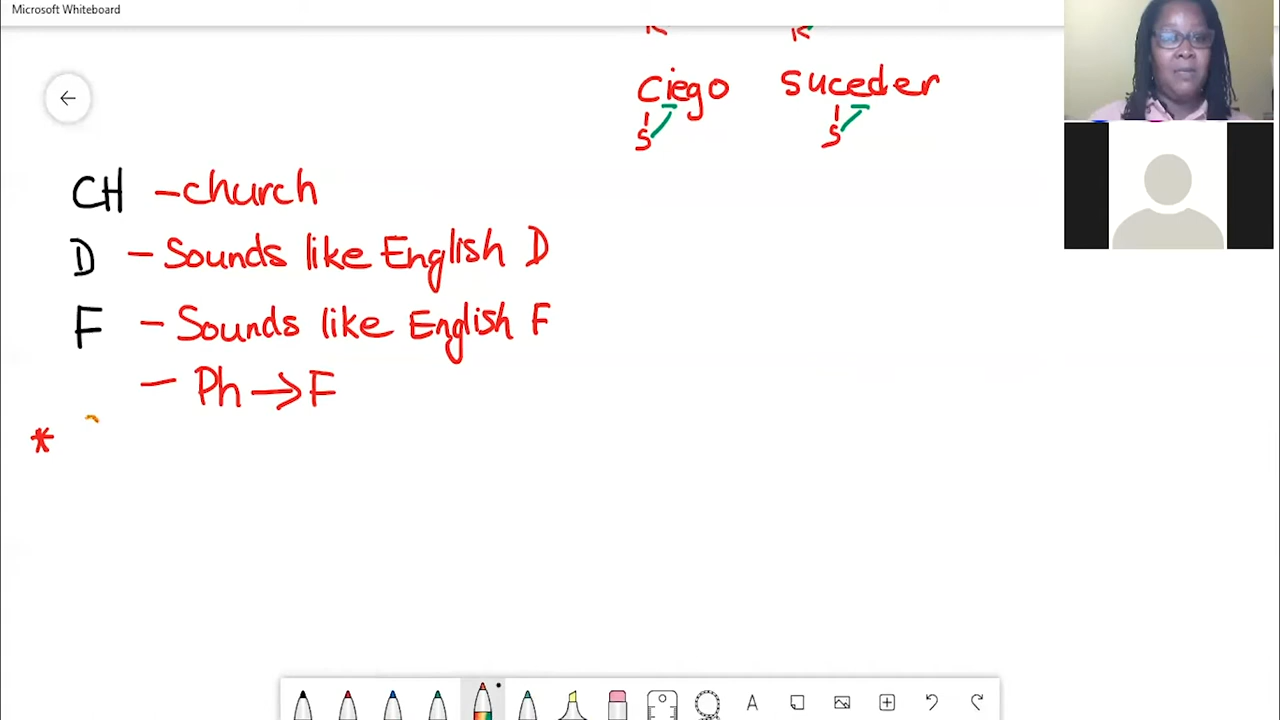 Microsoft Whiteboard
Ciego Suceder
S S
CH - church
D - Sounds like English D
F - Sounds like English F
- Ph → F
*
A